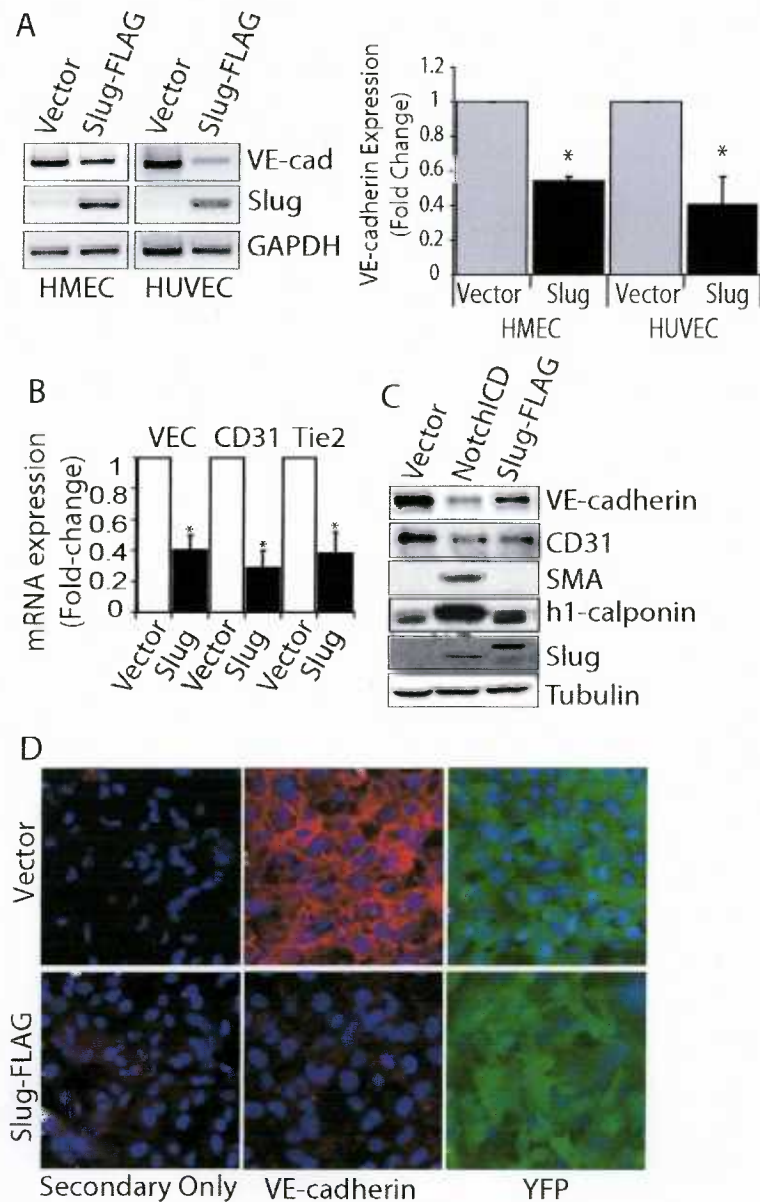 A
Vector
Slug-FLAG
Vector
Slug-FLAG
VE-cad
Slug
GAPDH
HMEC
HUVEC
VE-cadherin Expression
(Fold Change)
1.2
1
0.8
0.6
0.4
0.2
0
*
*
Vector
Slug
Vector
Slug
HMEC
HUVEC
B
mRNA expression
(Fold-change)
VEC
CD31
Tie2
1
0.8
0.6
0.4
0.2
0
*
*
*
Vector
Slug
Vector
Slug
Vector
Slug
C
Vector
NotchICD
Slug-FLAG
VE-cadherin
CD31
SMA
h1-calponin
Slug
Tubulin
D
Vector
Slug-FLAG
Secondary Only
VE-cadherin
YFP